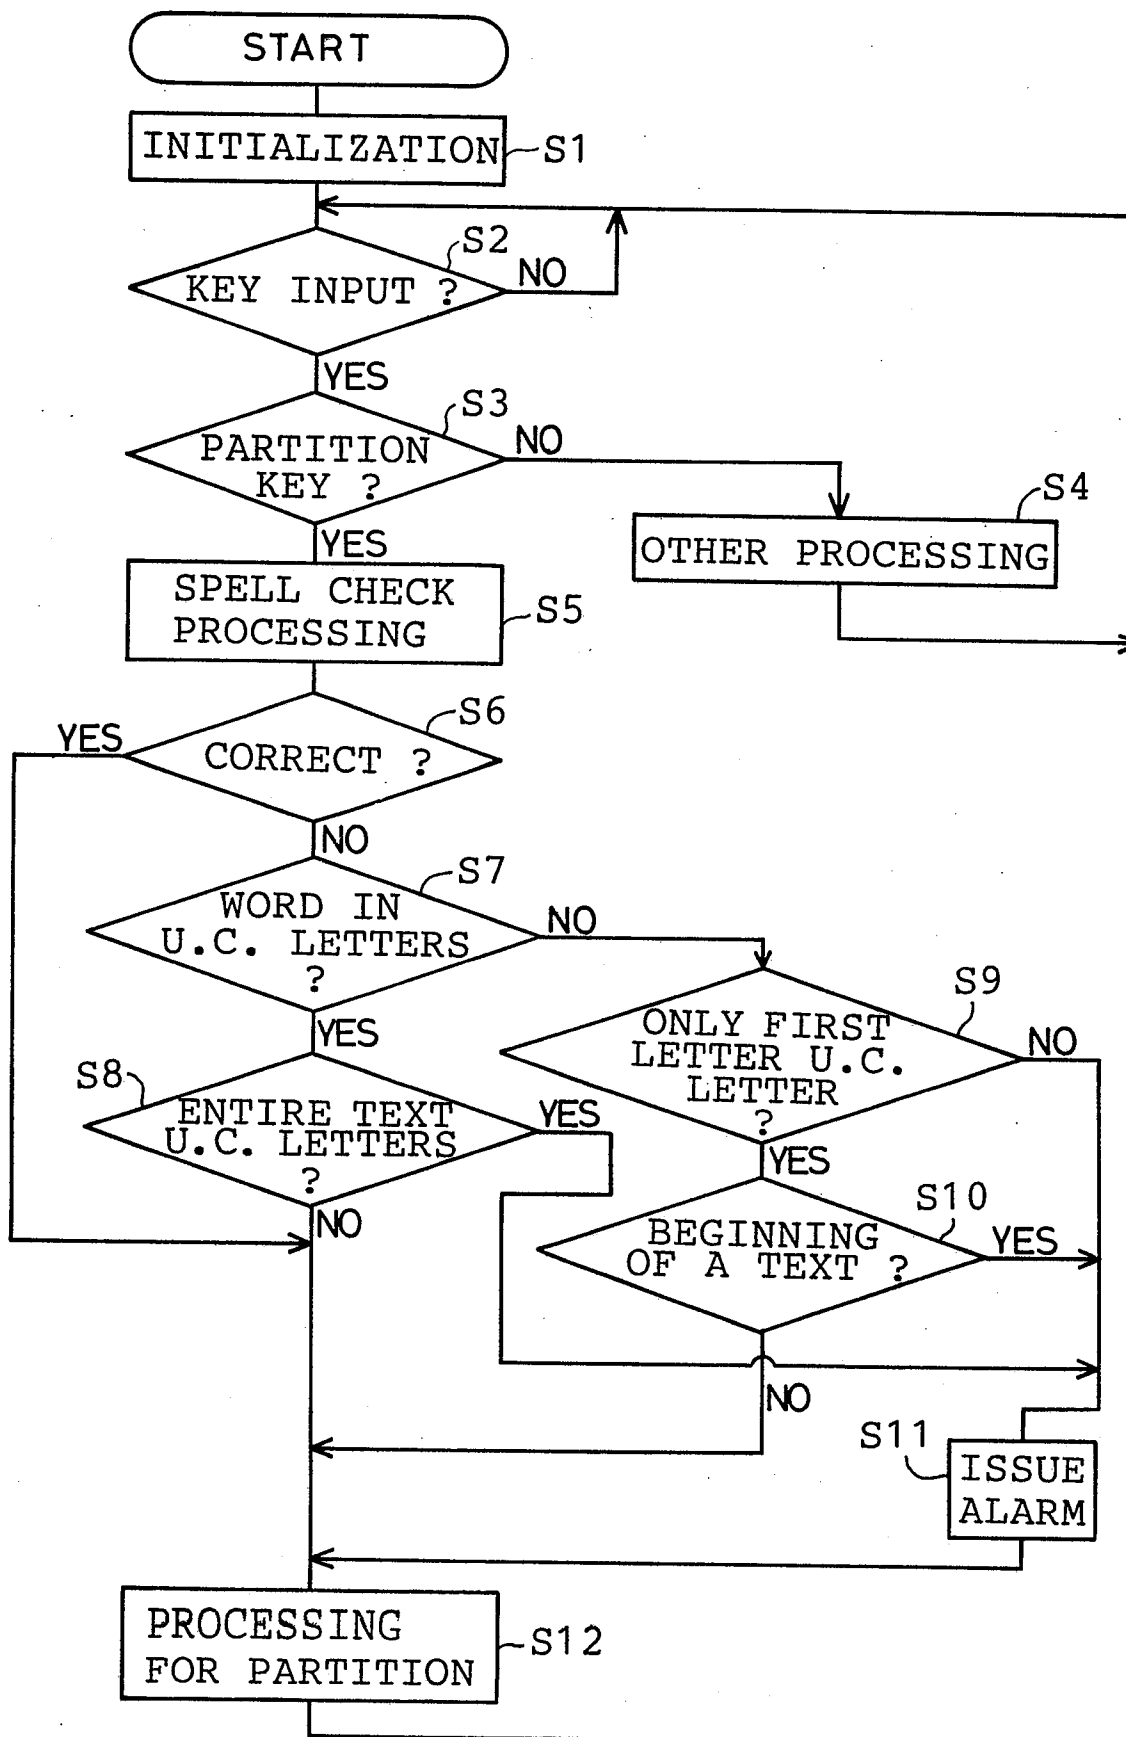 START
INITIALIZATION
S1
S2
KEY INPUT ?
NO
YES
S3
PARTITION
KEY ?
NO
YES
S4
OTHER PROCESSING
SPELL CHECK
PROCESSING
S5
S6
YES
CORRECT ?
NO
S7
WORD IN
U.C. LETTERS
?
NO
YES
S9
ONLY FIRST
LETTER U.C.
LETTER
?
NO
YES
S8
ENTIRE TEXT
U.C. LETTERS
?
YES
NO
S10
BEGINNING
OF A TEXT ?
YES
NO
S11
ISSUE
ALARM
PROCESSING
FOR PARTITION
S12